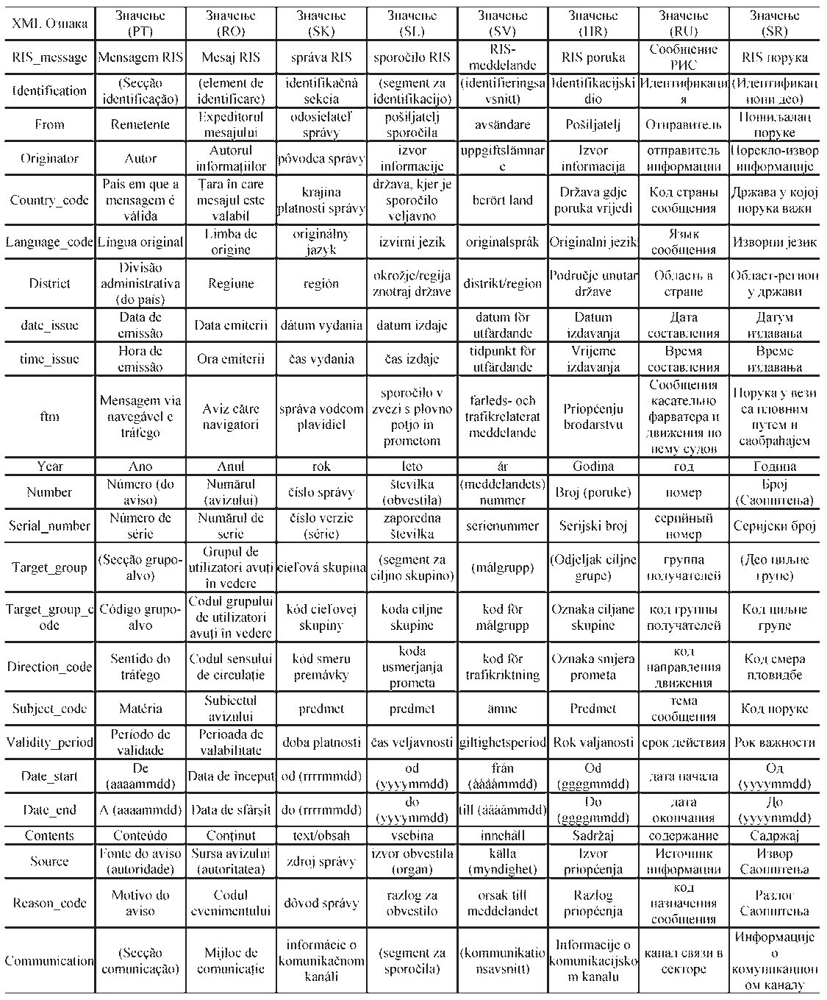 XML Ознака
Значење
(PT)
Значење
(RO)
Значење
(SK)
Значење
(SL)
Значење
(SV)
Значење
(HR)
Значење
(RU)
Значење
(SR)
RIS_message
Mensagem RIS
Mesaj RIS
správa RIS
sporočilo RIS
RIS-
meddelande
RIS poruka
Сообщение
РИС
RIS порука
Identification
(Secção
identificação)
(element de
identificare)
identifikačná
sekcia
(segment za
identifikacijo)
(identifieringsa
vsnitt)
Identifikacijski
dio
Идентификаци
я
(Идентификац
иони део)
From
Remetente
Expeditorul
mesajului
odosielateľ
správy
pošiljatelj
sporočila
avsändare
Pošiljatelj
Отправитель
Пошиљалац
поруке
Originator
Autor
Autorul
informațiilor
pôvodca správy
izvor
informacije
uppgiftslämnar
e
Izvor
informacija
отправитель
информации
Порекло-извор
информације
Country_code
País em que a
mensagem é
válida
Țara în care
mesajul este
valabil
krajina
platnosti správy
država, kjer je
sporočilo
veljavno
berört land
Država gdje
poruka vrijedi
Код страны
сообщения
Држава у којој
порука важи
Language_code
Língua original
Limba de
origine
originálny
jazyk
izvirni jezik
originalspråk
Originalni jezik
Язык
сообщения
Изворни језик
District
Divisão
administrativa
(do país)
Regiune
región
okrožje/regija
znotraj države
distrikt/region
Područje unutar
države
Область в
стране
Област-регион
у држави
date_issue
Data de
emissão
Data emiterii
dátum vydania
datum izdaje
datum för
utfärdande
Datum
izdavanja
Дата
составления
Датум
издавања
time_issue
Hora de
emissão
Ora emiterii
čas vydania
čas izdaje
tidpunkt för
utfärdande
Vrijeme
izdavanja
Время
составления
Време
издавања
ftm
Mensagem via
navegável e
tráfego
Aviz către
navigatori
správa vodcom
plavidiel
sporočilo v
zvezi s plovno
potjo in
prometom
farleds- och
trafikrelaterat
meddelande
Priopćenju
brodarstvu
Сообщения
касательно
фарватера и
движения по
нему судов
Порука у вези
са пловним
путем и
саобраћајем
Year
Ano
Anul
rok
leto
år
Godina
год
Година
Number
Número (do
aviso)
Numărul
(avizului)
číslo správy
številka
(obvestila)
(meddelandets)
nummer
Broj (poruke)
номер
Број
(Саопштења)
Serial_number
Número de
série
Numărul de
serie
číslo verzie
(série)
zaporedna
številka
serienummer
Serijski broj
серийный
номер
Серијски број
Target_group
(Secção grupo-
alvo)
Grupul de
utilizatori avuți
în vedere
cieľová skupina
(segment za
ciljno skupino)
(målgrupp)
(Odjeljak ciljne
grupe)
группа
получателей
(Део циљне
групе)
Target_group_c
ode
Código grupo-
alvo
Codul grupului
de utilizatori
avuți în vedere
kód cieľovej
skupiny
koda ciljne
skupine
kod för
målgrupp
Oznaka ciljane
skupine
код группы
получателей
Код циљне
групе
Direction_code
Sentido do
tráfego
Codul sensului
de circulație
kód smeru
premávky
koda
usmerjanja
prometa
kod för
trafikriktning
Oznaka smjera
prometa
код
направления
движения
Код смера
пловидбе
Subject_code
Matéria
Subiectul
avizului
predmet
predmet
ämne
Predmet
тема
сообщения
Код поруке
Validity_period
Período de
validade
Perioada de
valabilitate
doba platnosti
čas veljavnosti
giltighetsperiod
Rok valjanosti
срок действия
Рок важности
Date_start
De
(aaaammdd)
Data de început
od (rrrrmmdd)
od
(yyyymmdd)
från
(ååååmmdd)
Od
(ggggmmdd)
дата начала
Од
(yyyymmdd)
Date_end
A (aaaammdd)
Data de sfârșit
do (rrrrmmdd)
do
(yyyymmdd)
till (ååååmmdd)
Do
(ggggmmdd)
дата
окончания
До
(yyyymmdd)
Contents
Conteúdo
Conținut
text/obsah
vsebina
innehåll
Sadržaj
содержание
Садржај
Source
Fonte do aviso
(autoridade)
Sursa avizului
(autoritatea)
zdroj správy
izvor obvestila
(organ)
källa
(myndighet)
Izvor
priopćenja
Источник
информации
Извор
Саопштења
Reason_code
Motivo do
aviso
Codul
evenimentului
dôvod správy
razlog za
obvestilo
orsak till
meddelandet
Razlog
priopćenja
код
назначения
сообщения
Разлог
Саопштења
Communication
(Secção
comunicação)
Mijloc de
comunicație
informácie o
komunikačnom
kanáli
(segment za
sporočila)
(kommunikatio
nsavsnitt)
Informacije o
komunikacijsko
m kanalu
канал связи в
секторе
Информације
о
комуникацион
ом каналу